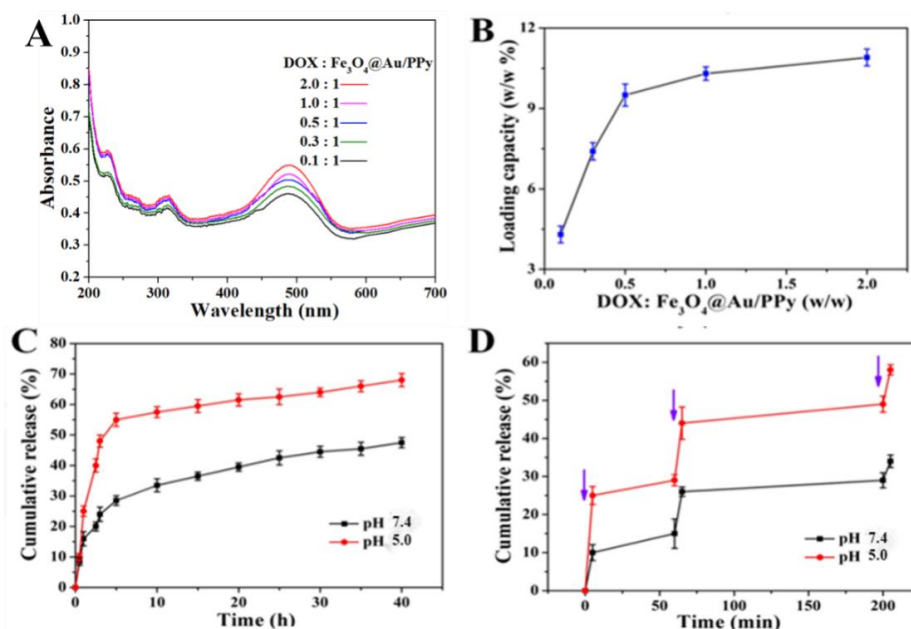 A
DOX : Fe₃O₄@Au/PPy
2.0 : 1
1.0 : 1
0.5 : 1
0.3 : 1
0.1 : 1
Absorbance
1.0
0.9
0.8
0.7
0.6
0.5
0.4
0.3
0.2
200 300 400 500 600 700
Wavelength (nm)
B
Loading capacity (w/w %)
12
9
6
3
0.0 0.5 1.0 1.5 2.0
DOX: Fe₃O₄@Au/PPy (w/w)
C
Cumulative release (%)
80
70
60
50
40
30
20
10
0
pH 7.4
pH 5.0
0 10 20 30 40
Time (h)
D
Cumulative release (%)
60
50
40
30
20
10
0
pH 7.4
pH 5.0
0 50 100 150 200
Time (min)